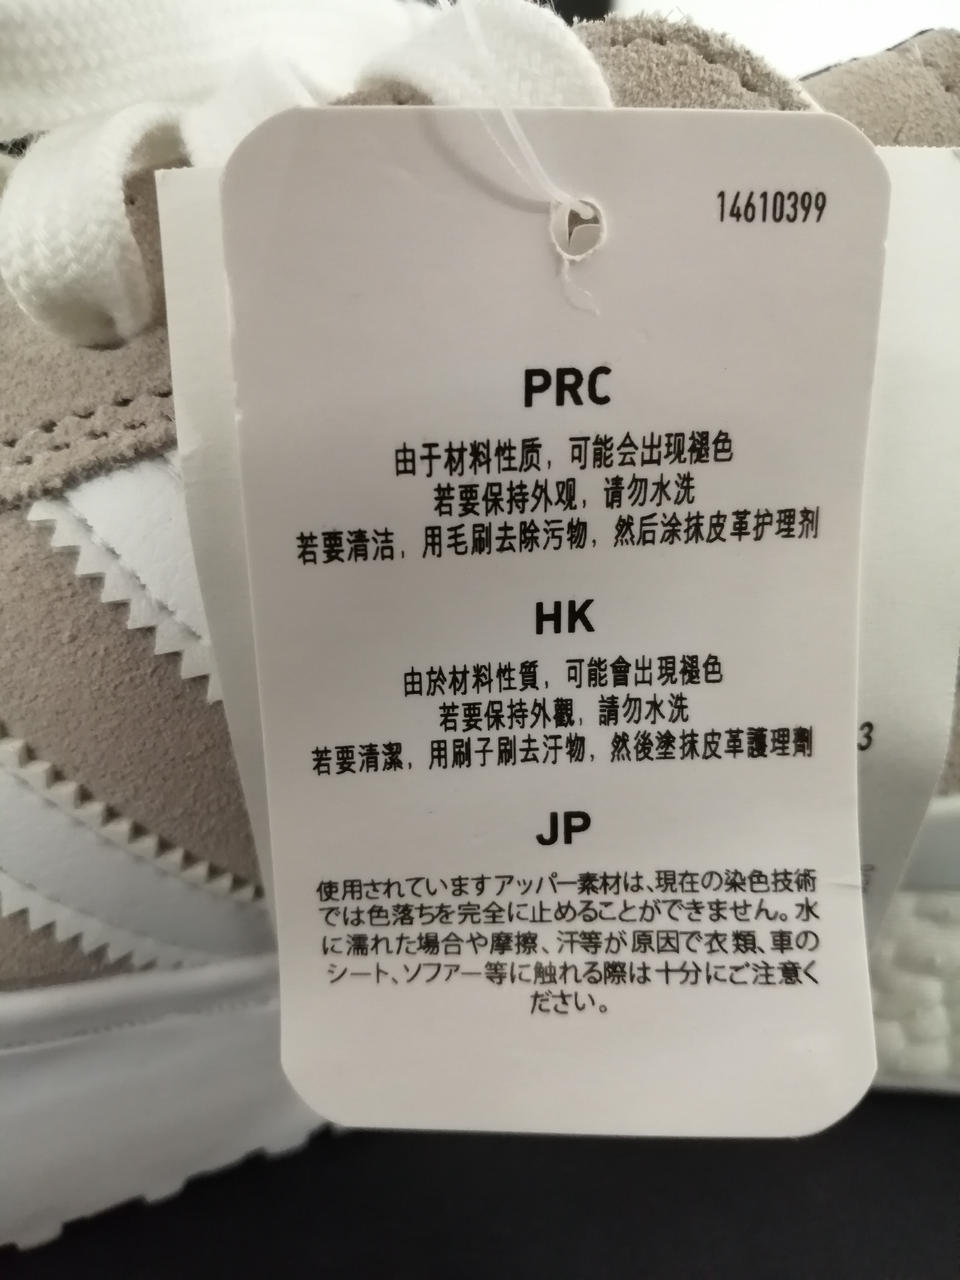 14610399
PRC
由于材料性质，可能会出现褪色
若要保持外观，请勿水洗
若要清洁，用毛刷去除污物，然后涂抹皮革护理剂
HK
由於材料性質，可能會出現褪色
若要保持外觀，請勿水洗
若要清潔，用刷子刷去汙物，然後塗抹皮革護理劑
3
JP
使用されていますアッパー素材は、現在の染色技術
では色落ちを完全に止めることができません。水
に濡れた場合や摩擦、汗等が原因で衣類、車の
シート、ソファー等に触れる際は十分にご注意く
ださい。